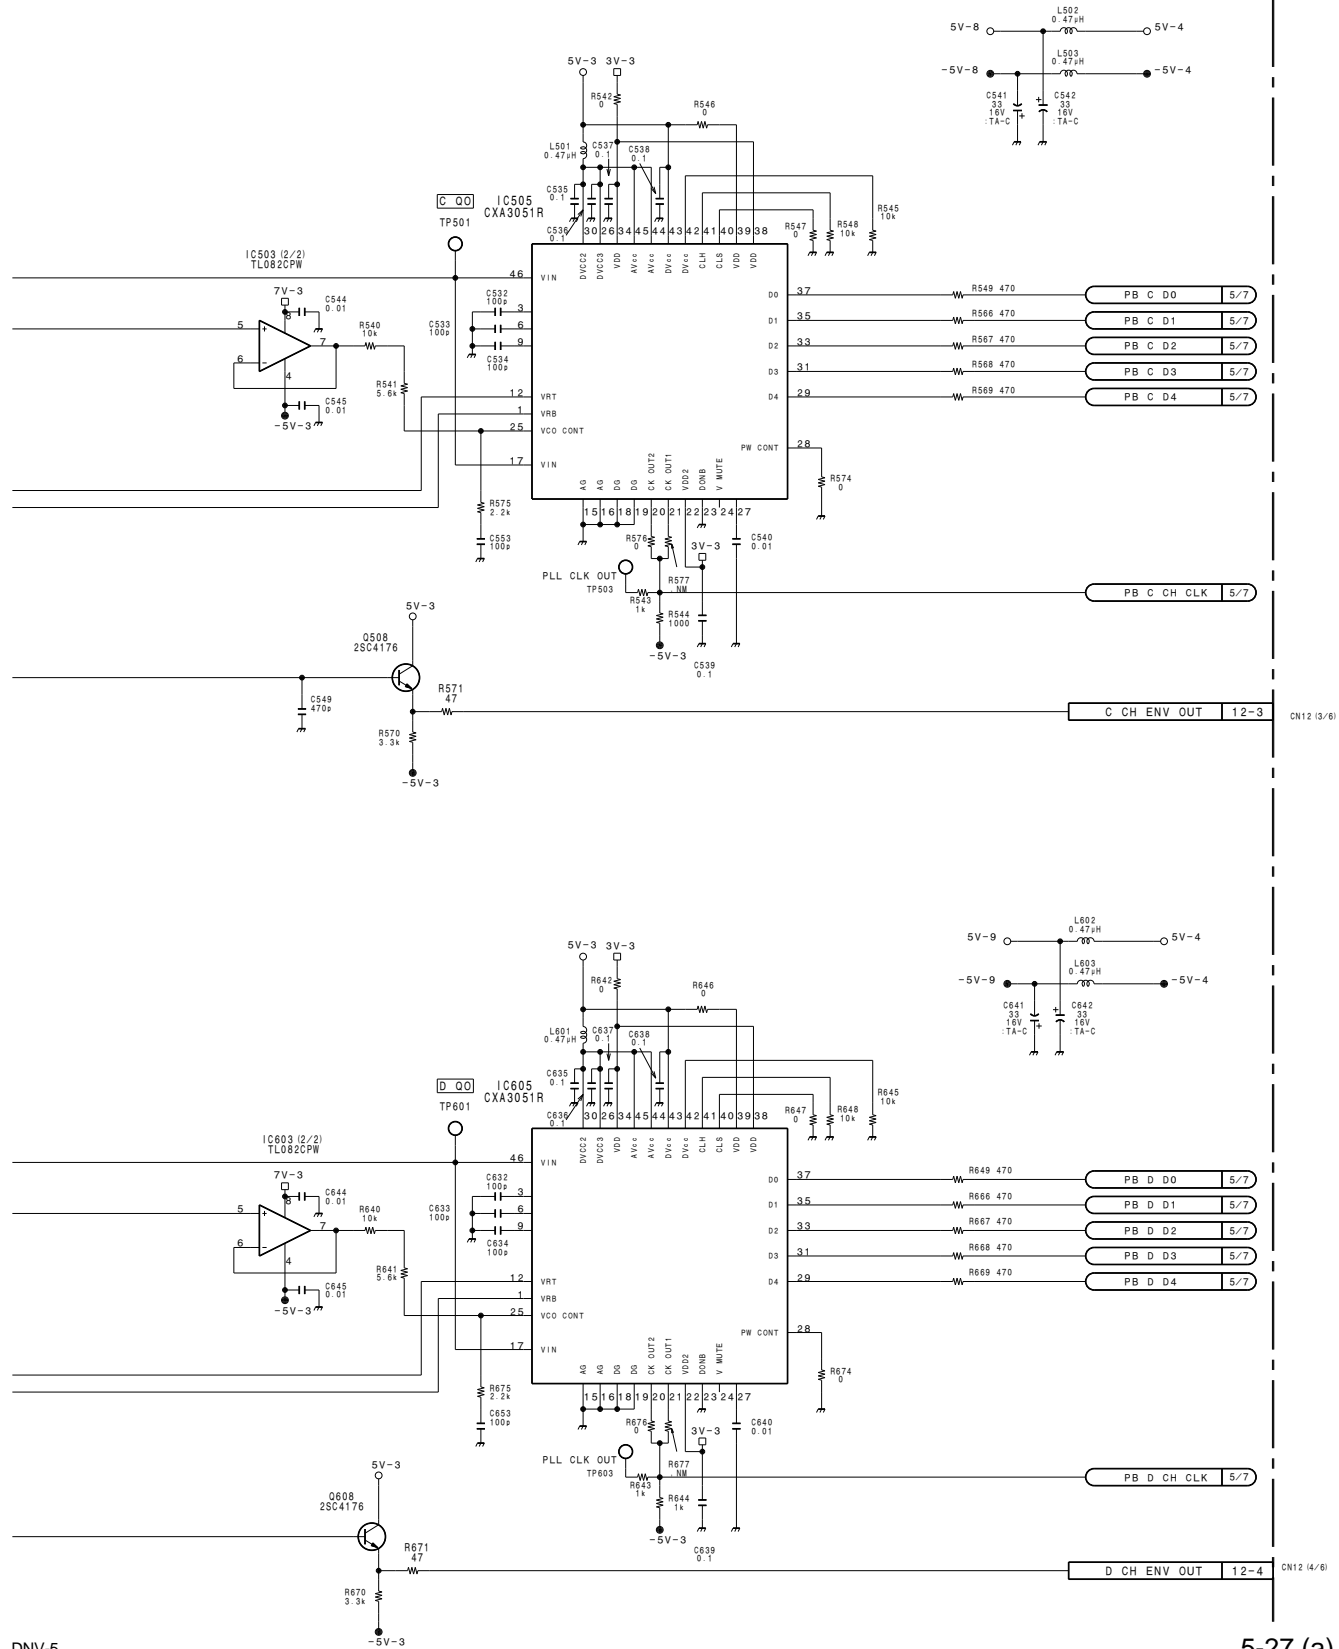 L502
0.47µH
5V-8
5V-4
L503
0.47µH
-5V-8
-5V-4
C541
33
16V
:TA-C
C542
33
16V
:TA-C
5V-3
3V-3
R542
0
R546
0
L501
0.47µH
C537
0.1
C538
0.1
C535
0.1
C536
0.1
C QO
TP501
IC505
CXA3051R
R547
0
R548
10k
R545
10k
30 26 34 45 44 43 42 41 40 39 38
DVCC2
DVCC3
VDD
AVcc
AVcc
DVcc
DVcc
CLH
CLS
VDD
VDD
IC503 (2/2)
TL082CPW
7V-3
C544
0.01
8
5
+
6
-
7
4
R540
10k
R541
5.6k
C545
0.01
-5V-3
C532
100p
C533
100p
C534
100p
46 VIN
3
6
9
12 VRT
1 VRB
25 VCO CONT
17 VIN
D0 37 R549 470 PB C D0 5/7
D1 35 R566 470 PB C D1 5/7
D2 33 R567 470 PB C D2 5/7
D3 31 R568 470 PB C D3 5/7
D4 29 R569 470 PB C D4 5/7
PW CONT 28
R574
0
AG
AG
DG
DG
CK OUT2
CK OUT1
VDD2
DONB
V MUTE
15 16 18 19 20 21 22 23 24 27
R575
2.2k
C553
100p
R576
0
3V-3
C540
0.01
PLL CLK OUT
TP503
R577
:NM
R543
1k
R544
1000
PB C CH CLK 5/7
-5V-3
C539
0.1
5V-3
Q508
2SC4176
C549
470p
R571
47
R570
3.3k
-5V-3
C CH ENV OUT 12-3
CN12 (3/6)
L602
0.47µH
5V-9
5V-4
L603
0.47µH
-5V-9
-5V-4
C641
33
16V
:TA-C
C642
33
16V
:TA-C
5V-3
3V-3
R642
0
R646
0
L601
0.47µH
C637
0.1
C638
0.1
C635
0.1
C636
0.1
D QO
TP601
IC605
CXA3051R
R647
0
R648
10k
R645
10k
30 26 34 45 44 43 42 41 40 39 38
DVCC2
DVCC3
VDD
AVcc
AVcc
DVcc
DVcc
CLH
CLS
VDD
VDD
IC603 (2/2)
TL082CPW
7V-3
C644
0.01
8
5
+
6
-
7
4
R640
10k
R641
5.6k
C645
0.01
-5V-3
C632
100p
C633
100p
C634
100p
46 VIN
3
6
9
12 VRT
1 VRB
25 VCO CONT
17 VIN
D0 37 R649 470 PB D D0 5/7
D1 35 R666 470 PB D D1 5/7
D2 33 R667 470 PB D D2 5/7
D3 31 R668 470 PB D D3 5/7
D4 29 R669 470 PB D D4 5/7
PW CONT 28
R674
0
AG
AG
DG
DG
CK OUT2
CK OUT1
VDD2
DONB
V MUTE
15 16 18 19 20 21 22 23 24 27
R675
2.2k
C653
100p
R676
0
3V-3
C640
0.01
PLL CLK OUT
TP603
R677
:NM
R643
1k
R644
1k
PB D CH CLK 5/7
-5V-3
C639
0.1
5V-3
Q608
2SC4176
R671
47
R670
3.3k
-5V-3
D CH ENV OUT 12-4
CN12 (4/6)
DNV-5
5-27 (a)